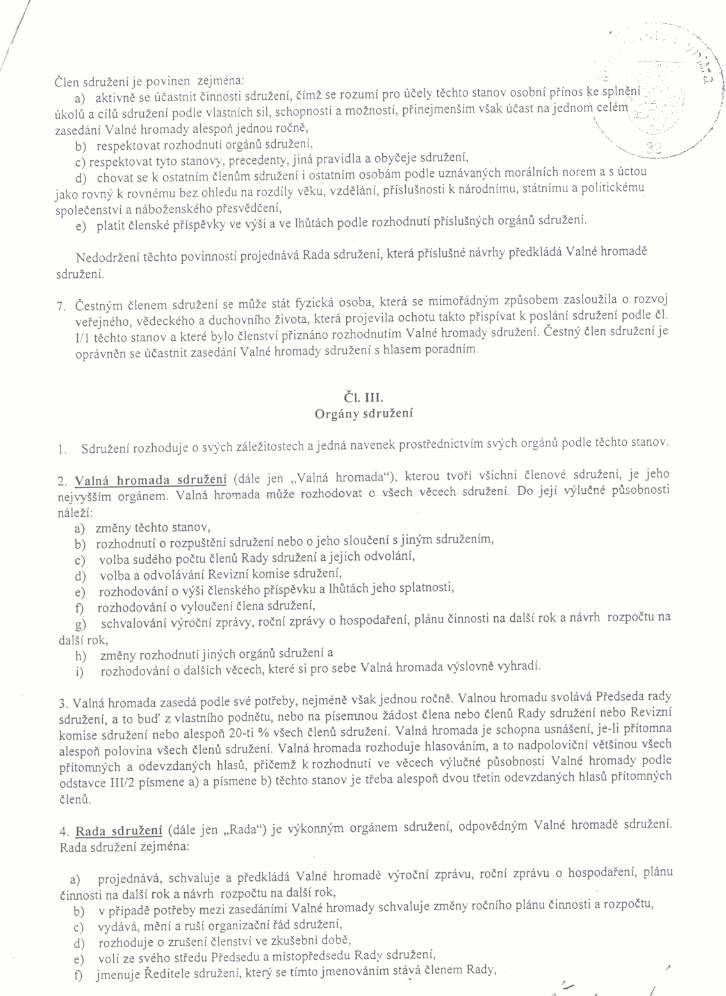 Člen sdružení je povinen zejména:
a) aktivně se účastnit činnosti sdružení, čímž se rozumí pro účely těchto stanov osobní přínos ke splnění
úkolů a cílů sdružení podle vlastních sil, schopností a možností, přinejmenším však účast na jednom celém
zasedání Valné hromady alespoň jednou ročně,
b) respektovat rozhodnutí orgánů sdružení,
c) respektovat tyto stanovy, precedenty, jiná pravidla a obyčeje sdružení,
d) chovat se k ostatním členům sdružení i ostatním osobám podle uznávaných morálních norem a s úctou
jako rovný k rovnému bez ohledu na rozdíly věku, vzdělání, příslušnosti k národnímu, státnímu a politickému
společenství a náboženského přesvědčení,
e) platit členské příspěvky ve výši a ve lhůtách podle rozhodnutí příslušných orgánů sdružení.
Nedodržení těchto povinností projednává Rada sdružení, která příslušné návrhy předkládá Valné hromadě
sdružení.
7. Čestným členem sdružení se může stát fyzická osoba, která se mimořádným způsobem zasloužila o rozvoj
veřejného, vědeckého a duchovního života, která projevila ochotu takto přispívat k poslání sdružení podle čl.
I/1 těchto stanov a které bylo členství přiznáno rozhodnutím Valné hromady sdružení. Čestný člen sdružení je
oprávněn se účastnit zasedání Valné hromady sdružení s hlasem poradním.
Čl. III.
Orgány sdružení
1. Sdružení rozhoduje o svých záležitostech a jedná navenek prostřednictvím svých orgánů podle těchto stanov.
2. Valná hromada sdružení (dále jen „Valná hromada“), kterou tvoří všichni členové sdružení, je jeho
nejvyšším orgánem. Valná hromada může rozhodovat o všech věcech sdružení. Do její výlučné působnosti
náleží:
a) změny těchto stanov,
b) rozhodnutí o rozpuštění sdružení nebo o jeho sloučení s jiným sdružením,
c) volba sudého počtu členů Rady sdružení a jejich odvolání,
d) volba a odvolávání Revizní komise sdružení,
e) rozhodování o výši členského příspěvku a lhůtách jeho splatnosti,
f) rozhodování o vyloučení člena sdružení,
g) schvalování výroční zprávy, roční zprávy o hospodaření, plánu činnosti na další rok a návrh rozpočtu na
další rok,
h) změny rozhodnutí jiných orgánů sdružení a
i) rozhodování o dalších věcech, které si pro sebe Valná hromada výslovně vyhradí.
3. Valná hromada zasedá podle své potřeby, nejméně však jednou ročně. Valnou hromadu svolává Předseda rady
sdružení, a to buď z vlastního podnětu, nebo na písemnou žádost člena nebo členů Rady sdružení nebo Revizní
komise sdružení nebo alespoň 20-ti % všech členů sdružení. Valná hromada je schopna usnášení, je-li přítomna
alespoň polovina všech členů sdružení. Valná hromada rozhoduje hlasováním, a to nadpoloviční většinou všech
přítomných a odevzdaných hlasů, přičemž k rozhodnutí ve věcech výlučné působnosti Valné hromady podle
odstavce III/2 písmene a) a písmene b) těchto stanov je třeba alespoň dvou třetin odevzdaných hlasů přítomných
členů.
4. Rada sdružení (dále jen „Rada“) je výkonným orgánem sdružení, odpovědným Valné hromadě sdružení.
Rada sdružení zejména:
a) projednává, schvaluje a předkládá Valné hromadě výroční zprávu, roční zprávu o hospodaření, plánu
činnosti na další rok a návrh rozpočtu na další rok,
b) v případě potřeby mezi zasedáními Valné hromady schvaluje změny ročního plánu činnosti a rozpočtu,
c) vydává, mění a ruší organizační řád sdružení,
d) rozhoduje o zrušení členství ve zkušební době,
e) volí ze svého středu Předsedu a místopředsedu Rady sdružení,
f) jmenuje Ředitele sdružení, který se tímto jmenováním stává členem Rady,